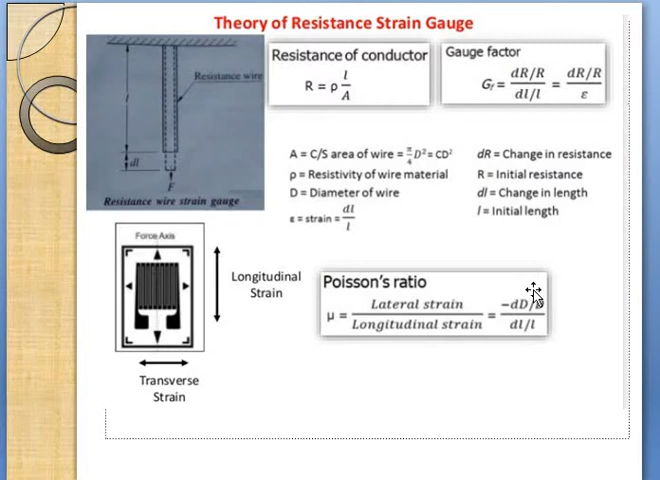 Theory of Resistance Strain Gauge
Resistance wire
l
dl
F
Resistance wire strain gauge
Resistance of conductor
R = ρ l/A
Gauge factor
G_f = (dR/R)/(dl/l) = (dR/R)/ε
A = C/S area of wire = π/4 D² = CD²
ρ = Resistivity of wire material
D = Diameter of wire
ε = strain = dl/l
dR = Change in resistance
R = Initial resistance
dl = Change in length
l = Initial length
Force Axis
Longitudinal
Strain
Transverse
Strain
Poisson's ratio
μ = Lateral strain/Longitudinal strain = (-dD/D)/(dl/l)